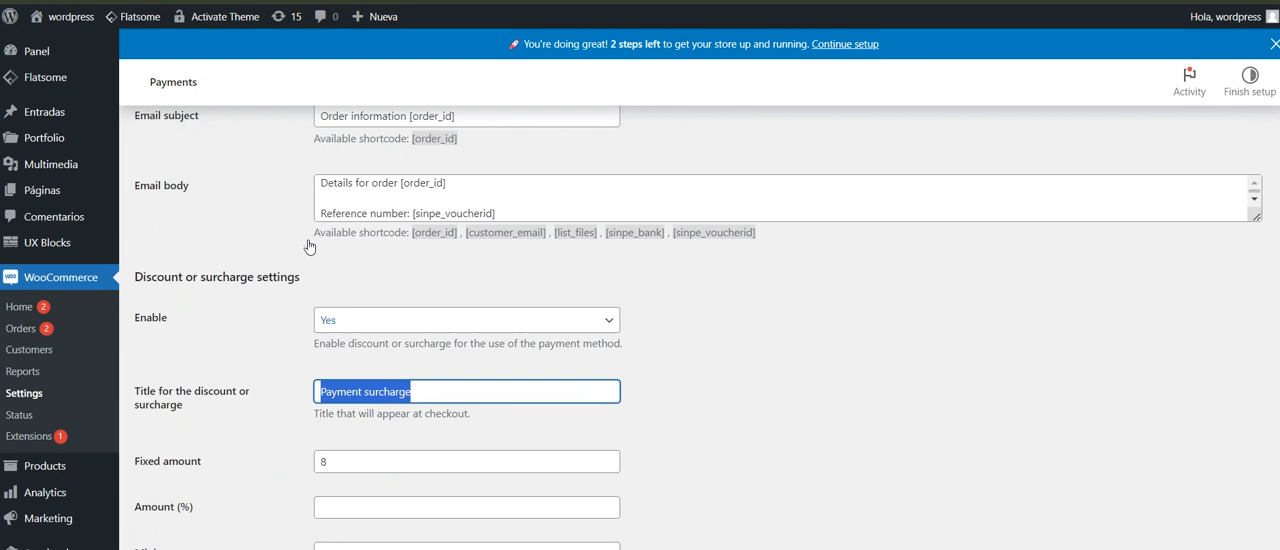 wordpress
Flatsome
Activate Theme
15
0
Nueva
Hola, wordpress
🚀 You're doing great! 2 steps left to get your store up and running. Continue setup
Panel
Flatsome
Entradas
Portfolio
Multimedia
Páginas
Comentarios
UX Blocks
WooCommerce
Home 2
Orders 2
Customers
Reports
Settings
Status
Extensions 1
Products
Analytics
Marketing
Payments
Activity
Finish setup
Email subject
Order information [order_id]
Available shortcode: [order_id]
Email body
Details for order [order_id]
Reference number: [sinpe_voucherid]
Available shortcode: [order_id] , [customer_email] , [list_files] , [sinpe_bank] , [sinpe_voucherid]
Discount or surcharge settings
Enable
Yes
Enable discount or surcharge for the use of the payment method.
Title for the discount or
surcharge
Payment surcharge
Title that will appear at checkout.
Fixed amount
8
Amount (%)